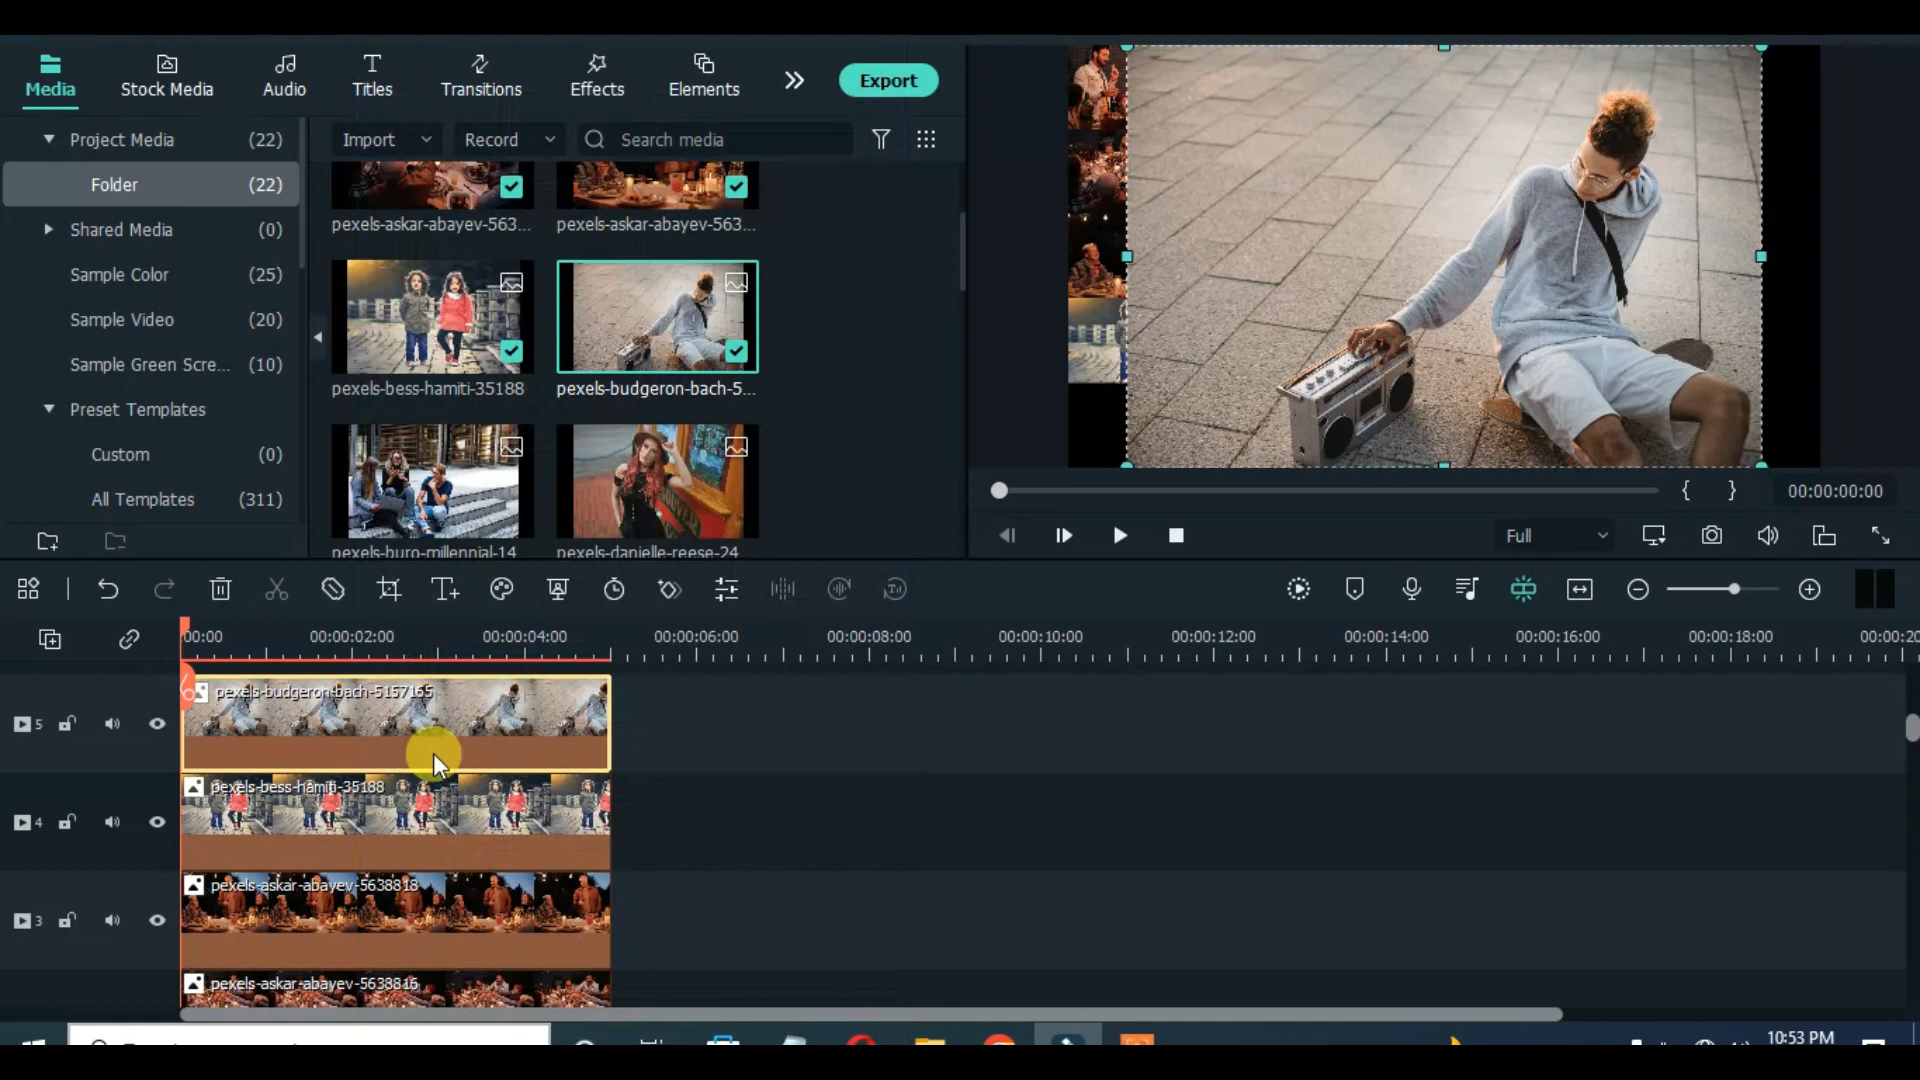 Media
Stock Media
Audio
Titles
Transitions
Effects
Elements
Export
Project Media (22)
Folder (22)
Shared Media (0)
Sample Color (25)
Sample Video (20)
Sample Green Scre... (10)
Preset Templates
Custom (0)
All Templates (311)
Import
Record
Search media
pexels-askar-abayev-563...
pexels-askar-abayev-563...
pexels-bess-hamiti-35188
pexels-budgeron-bach-5...
pexels-buro-millennial-14
pexels-danielle-reese-24
{ } 00:00:00:00
Full
00:00 00:00:02:00 00:00:04:00 00:00:06:00 00:00:08:00 00:00:10:00 00:00:12:00 00:00:14:00 00:00:16:00 00:00:18:00 00:00:20
5
pexels-budgeron-bach-5157165
4
pexels-bess-hamiti-35188
3
pexels-askar-abayev-5638818
pexels-askar-abayev-5638816
10:53 PM